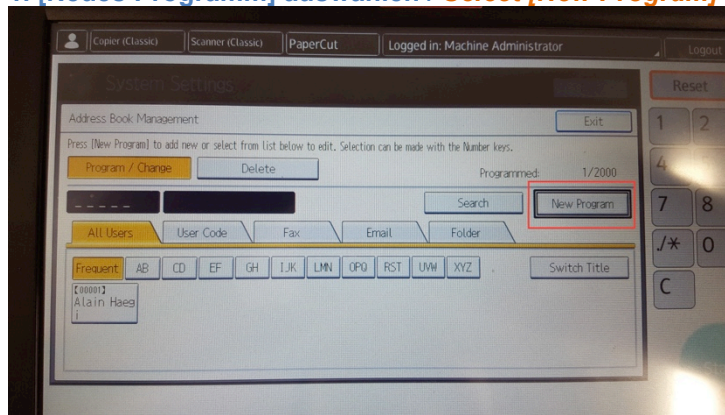 Copier (Classic) Scanner (Classic) PaperCut Logged in: Machine Administrator Logout
System Settings Reset
Address Book Management Exit
Press [New Program] to add new or select from list below to edit. Selection can be made with the Number keys.
Program / Change Delete Programmed: 1/2000
Search New Program
All Users User Code Fax Email Folder
Frequent AB CD EF GH IJK LMN OPQ RST UVW XYZ Switch Title
【00001】
Alain Haeg
i
1 2
4
7 8
./* 0
C